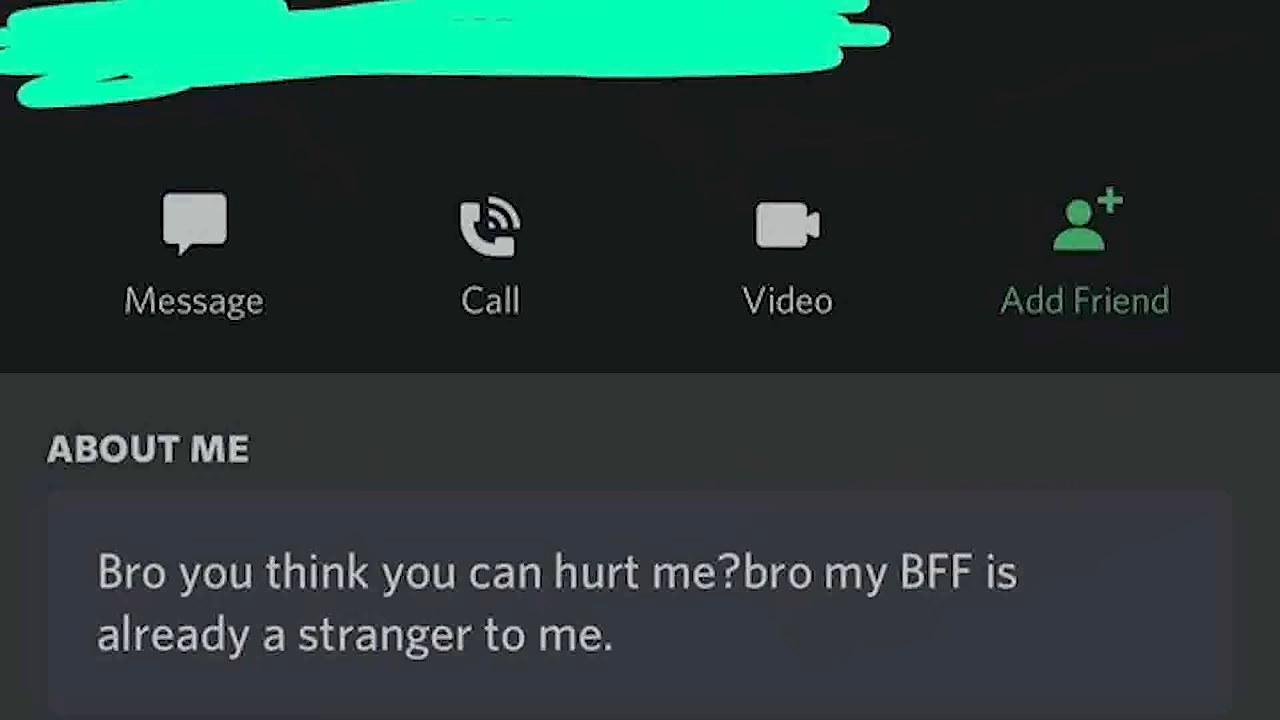 Message Call Video Add Friend
ABOUT ME
Bro you think you can hurt me?bro my BFF is
already a stranger to me.